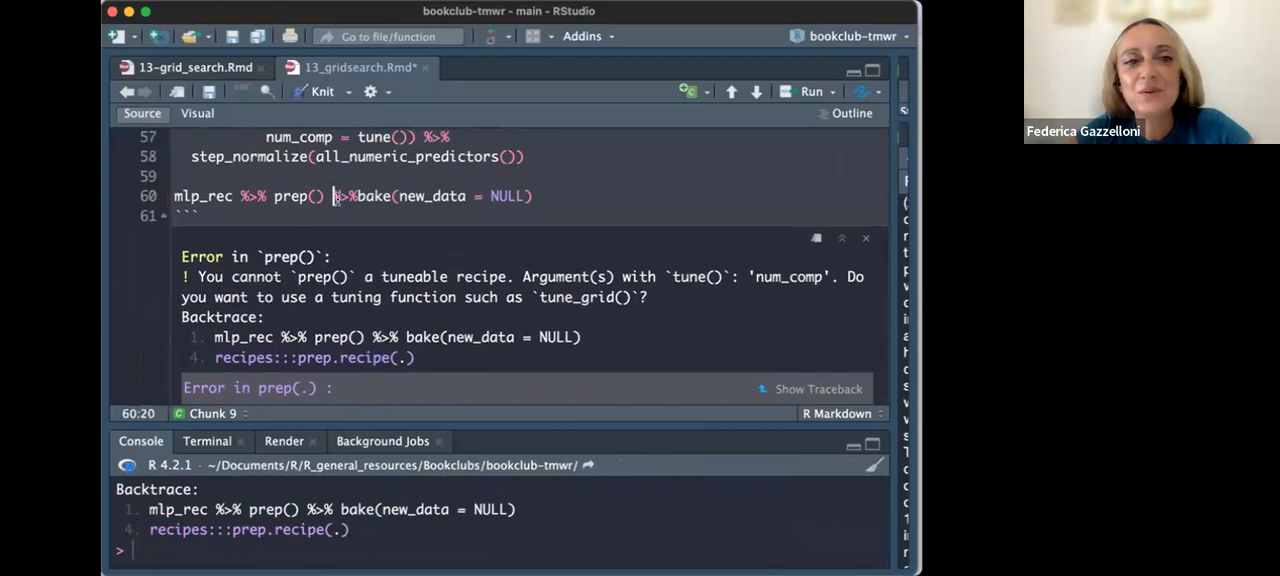 bookclub-tmwr - main - RStudio
Go to file/function
Addins
bookclub-tmwr
13-grid_search.Rmd
13_gridsearch.Rmd*
Knit
Run
Source
Visual
Outline
57 num_comp = tune()) %>%
58 step_normalize(all_numeric_predictors())
59
60 mlp_rec %>% prep() %>%bake(new_data = NULL)
61 ```
Error in `prep()`:
! You cannot `prep()` a tuneable recipe. Argument(s) with `tune()`: 'num_comp'. Do
you want to use a tuning function such as `tune_grid()`?
Backtrace:
1. mlp_rec %>% prep() %>% bake(new_data = NULL)
4. recipes:::prep.recipe(.)
Error in prep(.) :
Show Traceback
60:20
Chunk 9
R Markdown
Console
Terminal
Render
Background Jobs
R 4.2.1 · ~/Documents/R/R_general_resources/Bookclubs/bookclub-tmwr/
Backtrace:
1. mlp_rec %>% prep() %>% bake(new_data = NULL)
4. recipes:::prep.recipe(.)
>
Federica Gazzelloni